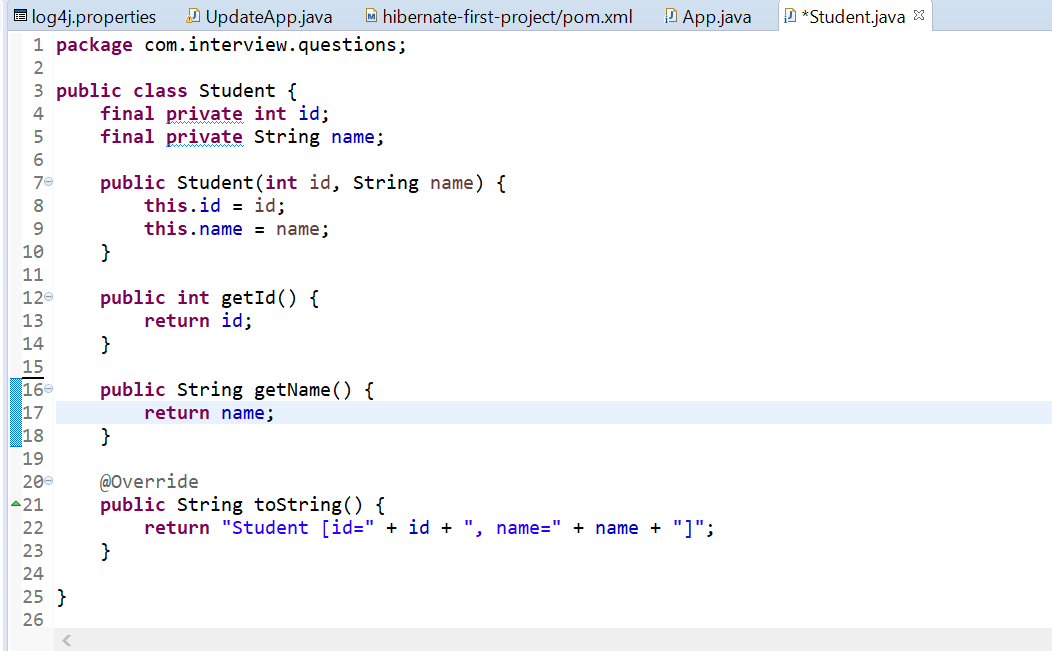 log4j.properties UpdateApp.java hibernate-first-project/pom.xml App.java *Student.java
1 package com.interview.questions;
2
3 public class Student {
4 final private int id;
5 final private String name;
6
7 public Student(int id, String name) {
8 this.id = id;
9 this.name = name;
10 }
11
12 public int getId() {
13 return id;
14 }
15
16 public String getName() {
17 return name;
18 }
19
20 @Override
21 public String toString() {
22 return "Student [id=" + id + ", name=" + name + "]";
23 }
24
25 }
26